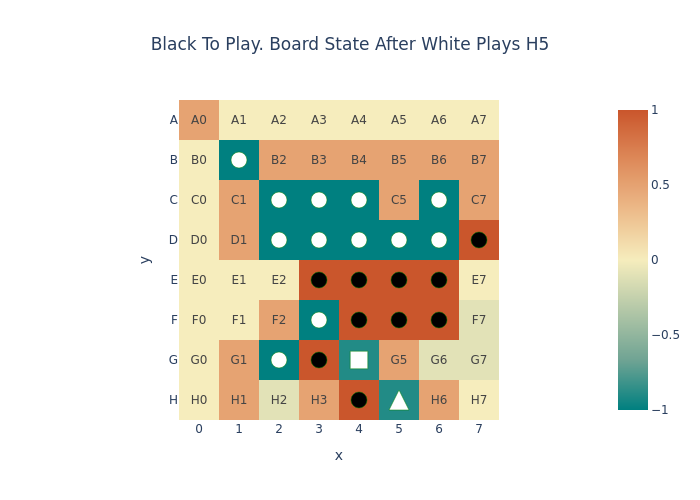 Black To Play. Board State After White Plays H5
A A0 A1 A2 A3 A4 A5 A6 A7
B B0 B2 B3 B4 B5 B6 B7
C C0 C1 C5 C7
D D0 D1
E E0 E1 E2 E7
F F0 F1 F2 F7
G G0 G1 G5 G6 G7
H H0 H1 H2 H3 H6 H7
0 1 2 3 4 5 6 7
x
y
1
0.5
0
−0.5
−1